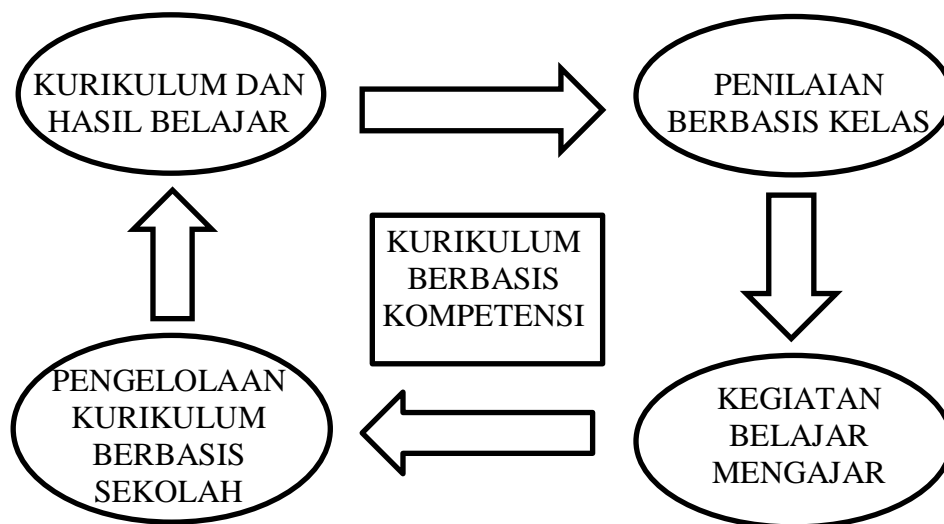 KURIKULUM DAN
HASIL BELAJAR
PENILAIAN
BERBASIS KELAS
KURIKULUM
BERBASIS
KOMPETENSI
PENGELOLAAN
KURIKULUM
BERBASIS
SEKOLAH
KEGIATAN
BELAJAR
MENGAJAR